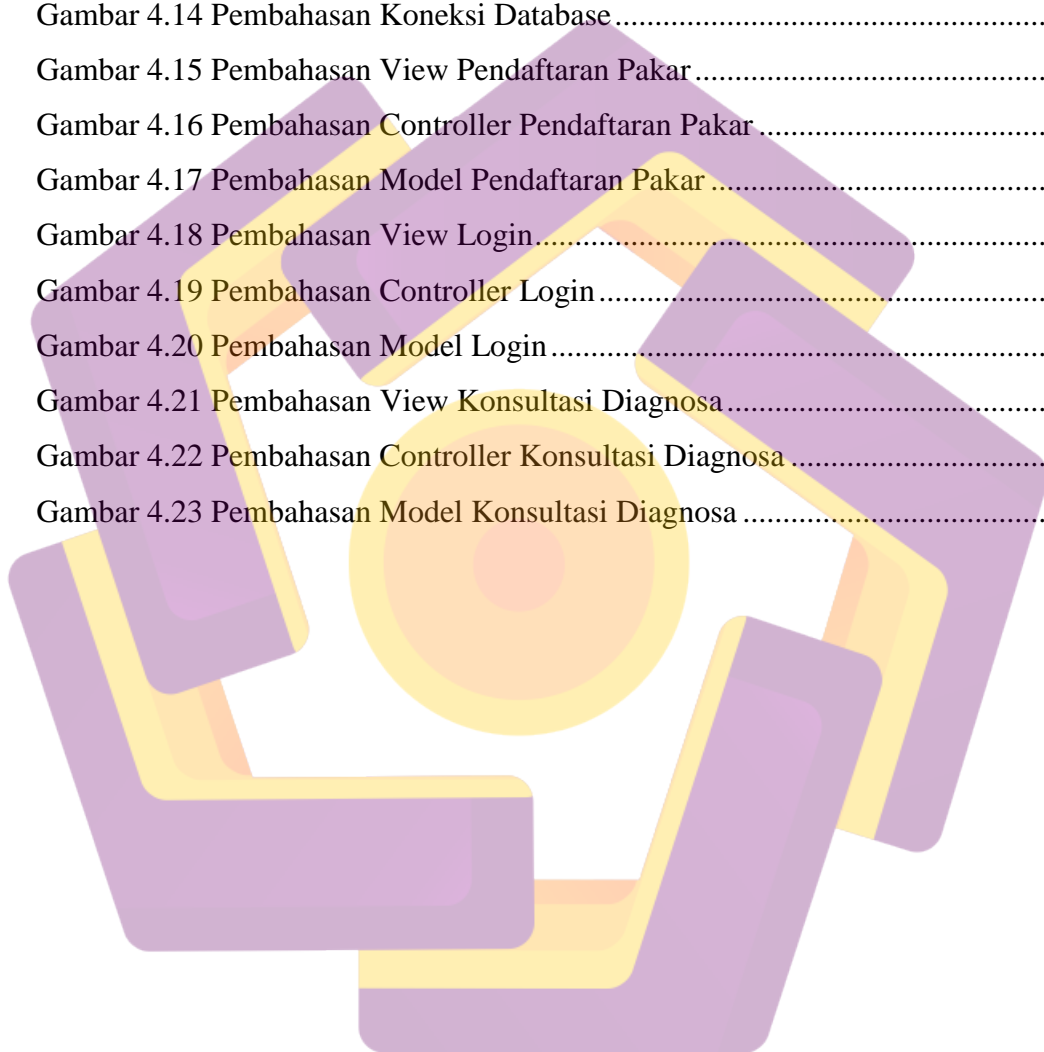 Gambar 4.14 Pembahasan Koneksi Database..............................................................
Gambar 4.15 Pembahasan View Pendaftaran Pakar....................................................
Gambar 4.16 Pembahasan Controller Pendaftaran Pakar............................................
Gambar 4.17 Pembahasan Model Pendaftaran Pakar..................................................
Gambar 4.18 Pembahasan View Login.......................................................................
Gambar 4.19 Pembahasan Controller Login...............................................................
Gambar 4.20 Pembahasan Model Login.....................................................................
Gambar 4.21 Pembahasan View Konsultasi Diagnosa................................................
Gambar 4.22 Pembahasan Controller Konsultasi Diagnosa........................................
Gambar 4.23 Pembahasan Model Konsultasi Diagnosa..............................................